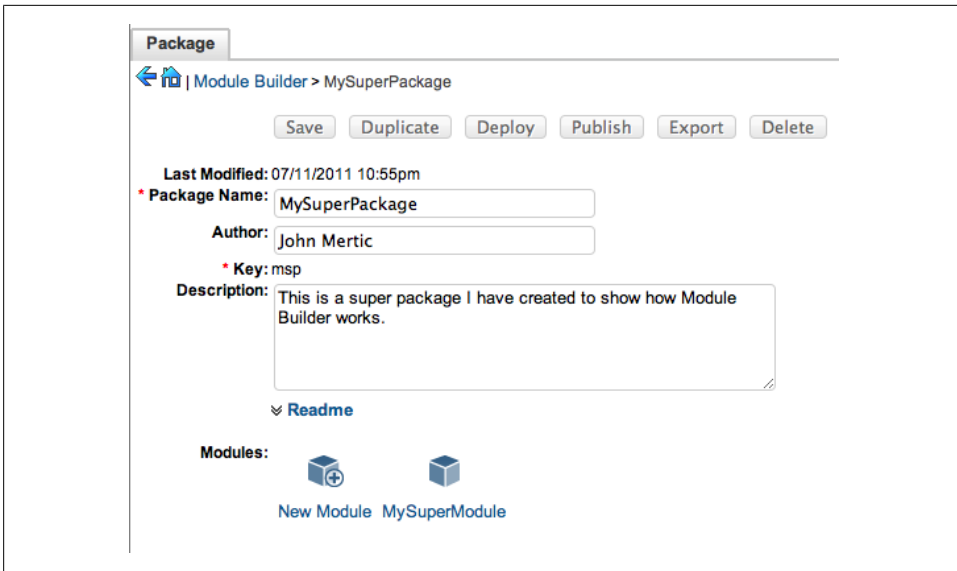 Package
| Module Builder > MySuperPackage
Save Duplicate Deploy Publish Export Delete
Last Modified: 07/11/2011 10:55pm
* Package Name: MySuperPackage
Author: John Mertic
* Key: msp
Description: This is a super package I have created to show how Module
Builder works.
Readme
Modules:
New Module MySuperModule